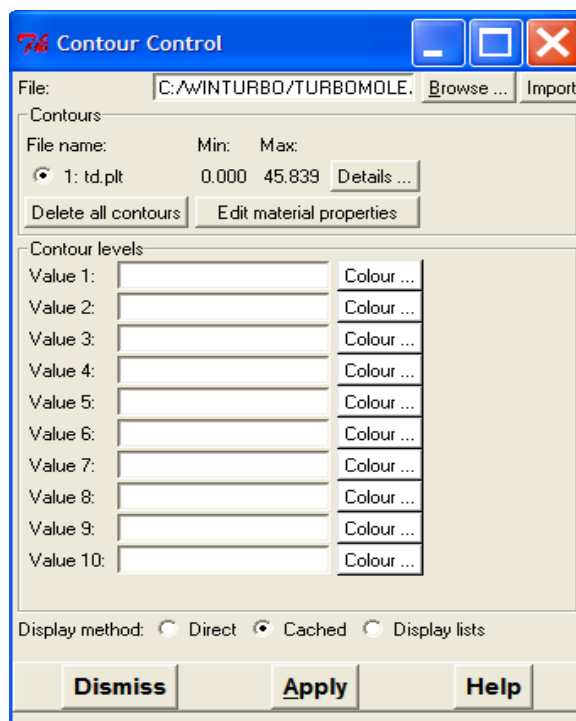 Contour Control
File: C:/WINTURBO/TURBOMOLE. Browse ... Import
Contours
File name: Min: Max:
1: td.plt 0.000 45.839 Details ...
Delete all contours Edit material properties
Contour levels
Value 1: Colour ...
Value 2: Colour ...
Value 3: Colour ...
Value 4: Colour ...
Value 5: Colour ...
Value 6: Colour ...
Value 7: Colour ...
Value 8: Colour ...
Value 9: Colour ...
Value 10: Colour ...
Display method: Direct Cached Display lists
Dismiss Apply Help